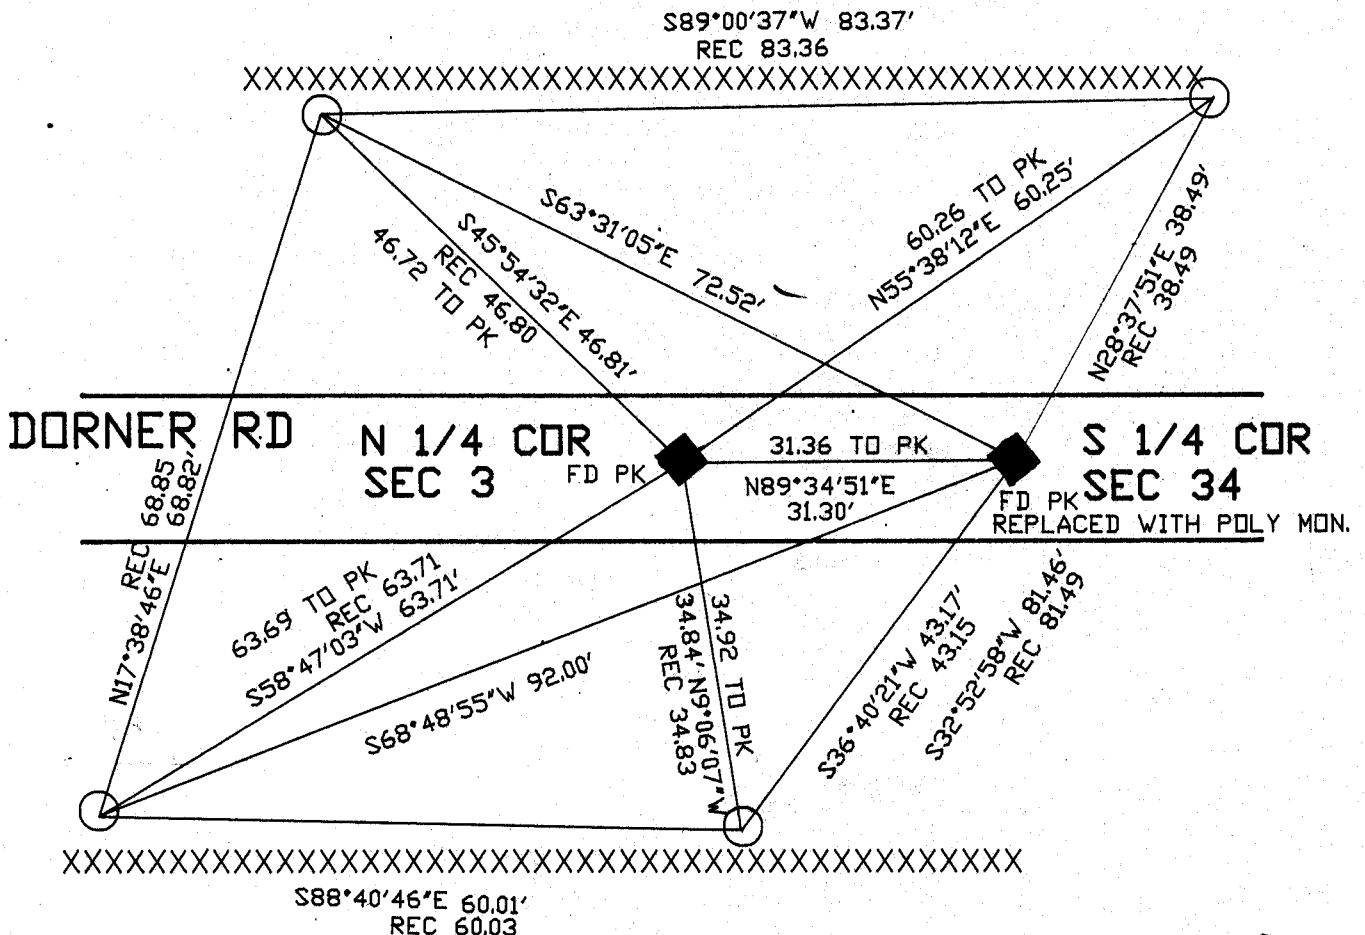 S89°00'37"W 83.37'
REC 83.36
XXXXXXXXXXXXXXXXXXXXXXXXXXXXXXXXXXXXXXXXXXXXXXXXXXXXXXXXXXXXXXXXXX
S63°31'05"E 72.52'
S45°54'32"E 46.81'
REC 46.80
46.72 TO PK
60.26 TO PK
N55°38'12"E 60.25'
N28°37'51"E 38.49'
REC 38.49
DORNER RD
N 1/4 COR
SEC 3
FD PK
31.36 TO PK
N89°34'51"E
31.30'
S 1/4 COR
SEC 34
FD PK
REPLACED WITH POLY MON.
REC 68.85
N17°38'46"E 68.82'
63.69 TO PK
REC 63.71
S58°47'03"W 63.71'
S68°48'55"W 92.00'
34.92 TO PK
34.84' N9°06'07"W
REC 34.83
S36°40'21"W 43.17'
REC 43.15
S32°52'58"W 81.46'
REC 81.49
XXXXXXXXXXXXXXXXXXXXXXXXXXXXXXXXXXXXXXXXXXXXXXXXXXXXXXXXXXXXXXXXXX
S88°40'46"E 60.01'
REC 60.03